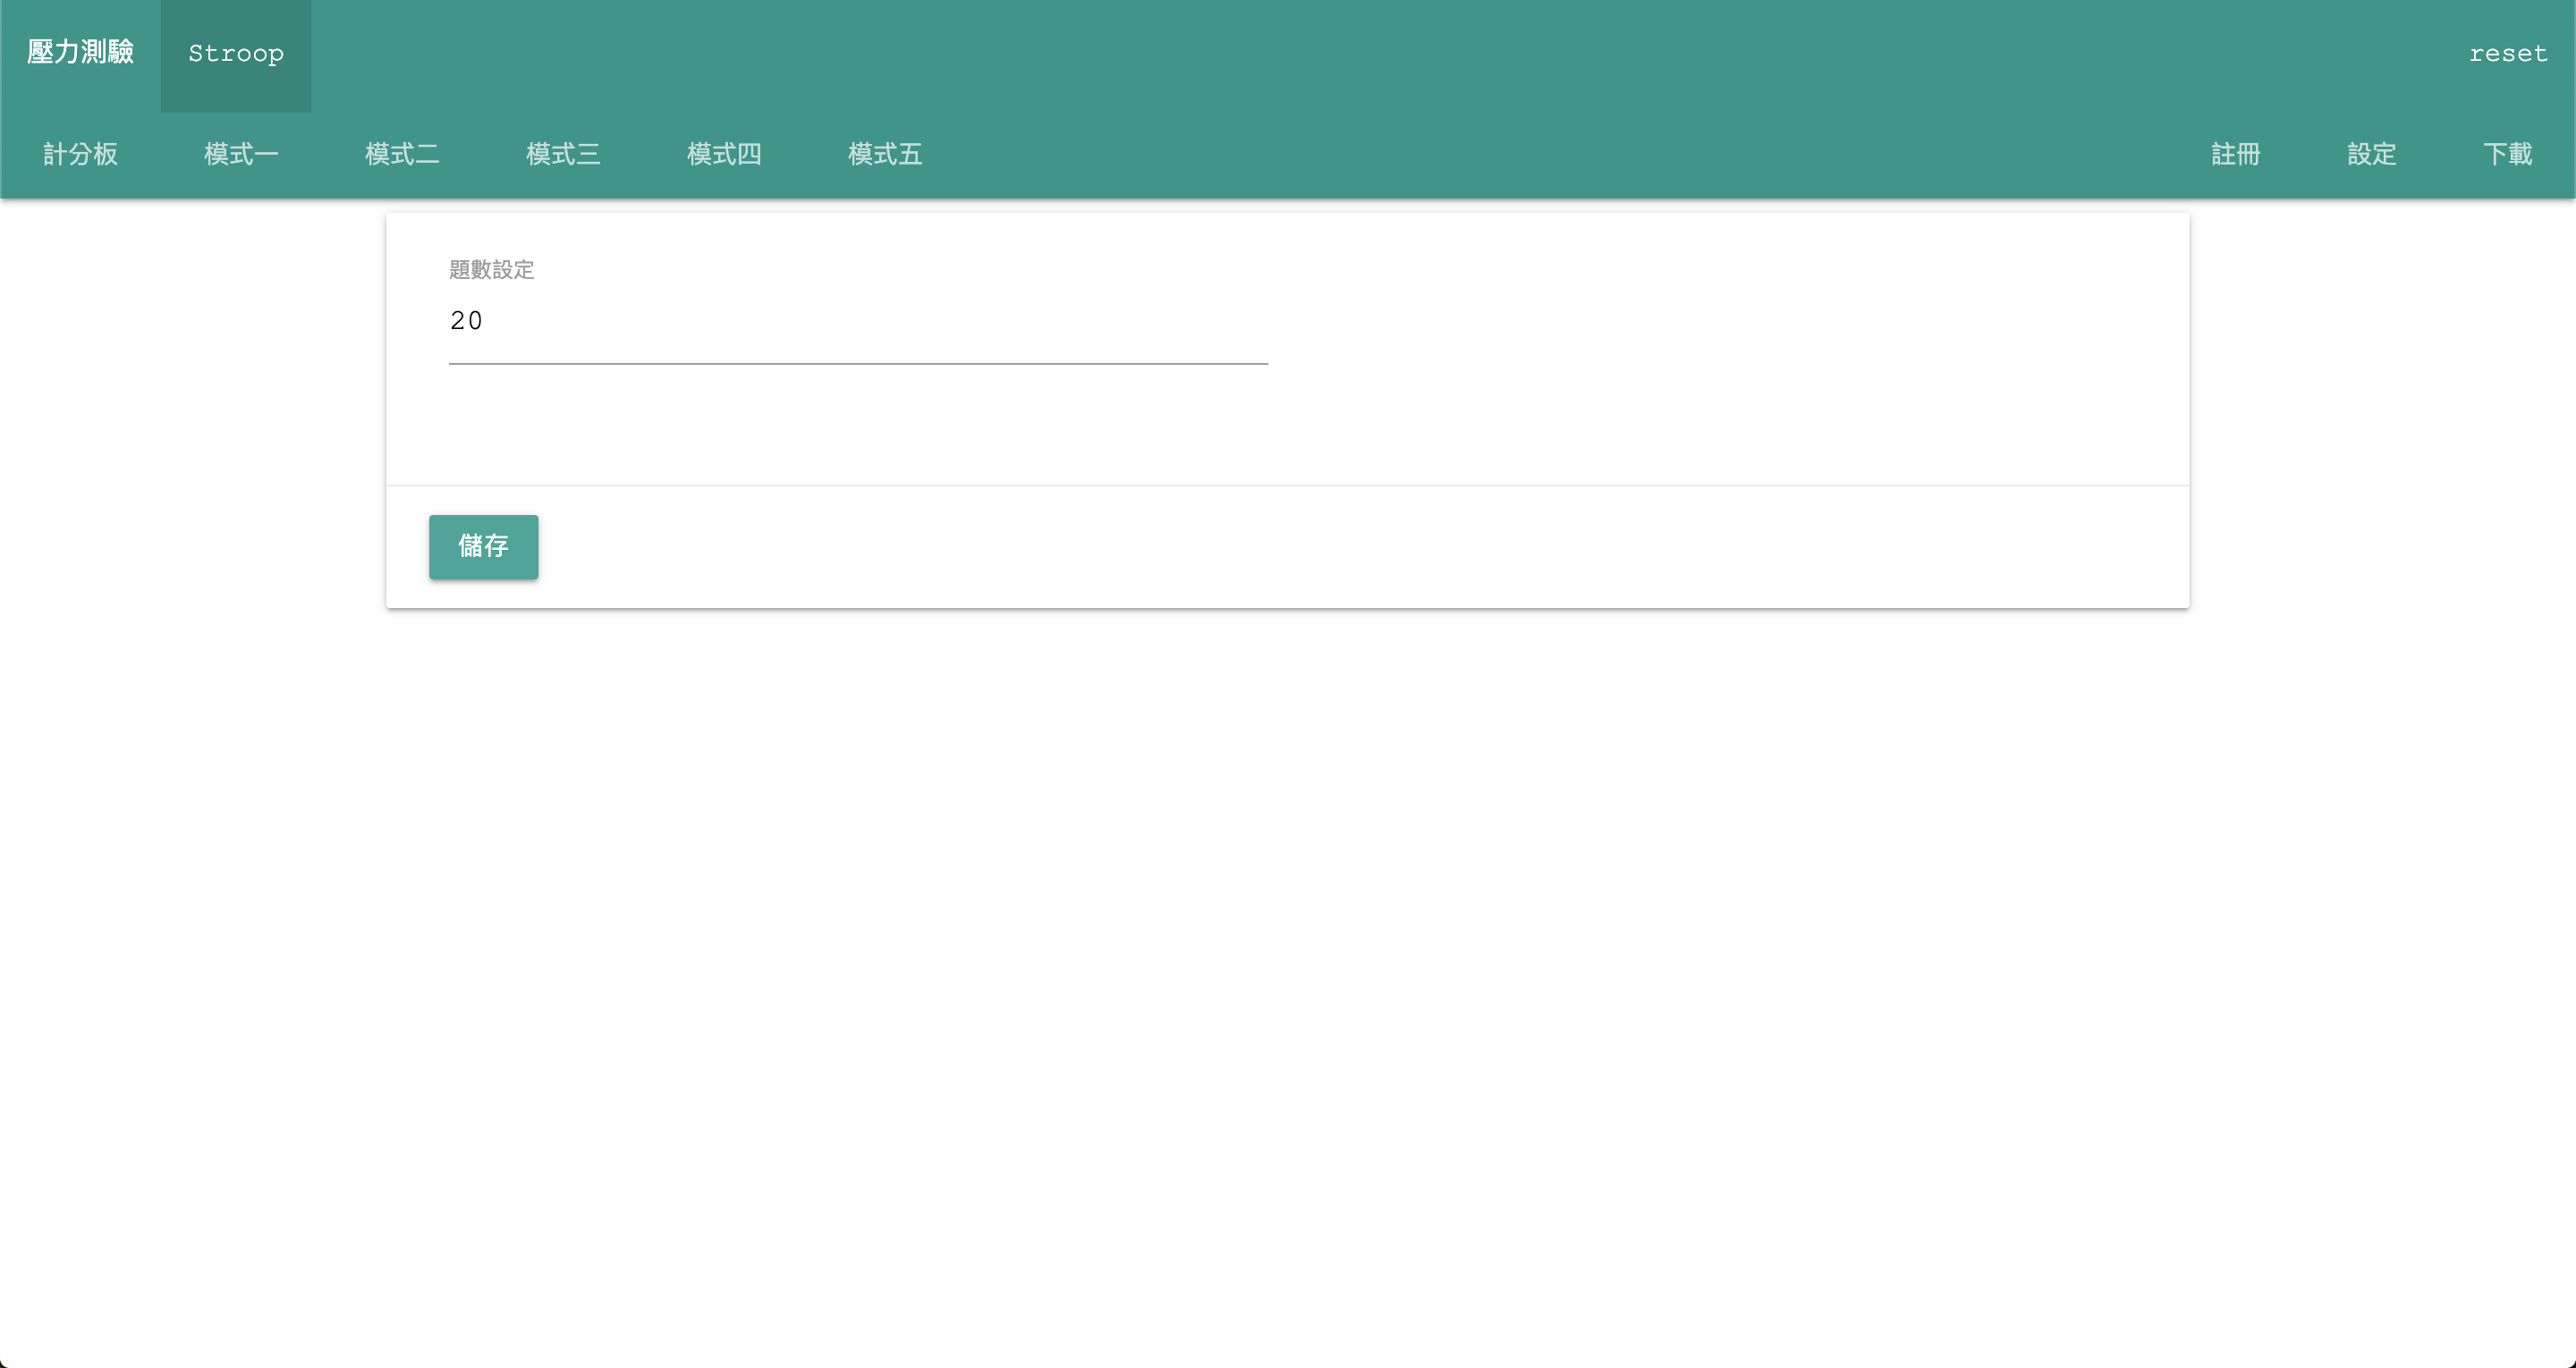 壓力測驗 Stroop reset
計分板 模式一 模式二 模式三 模式四 模式五 註冊 設定 下載
題數設定
20
儲存